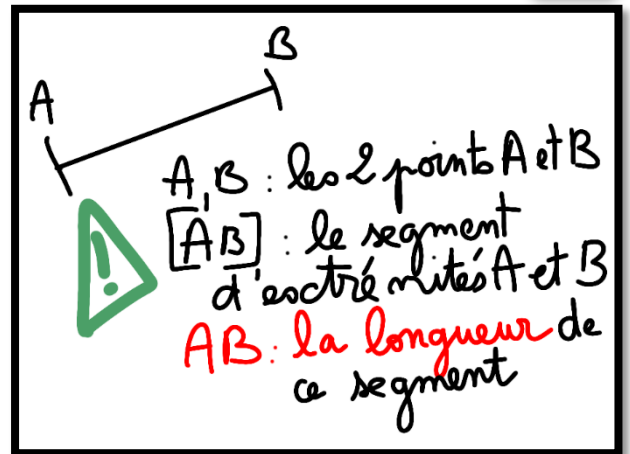 B
A
A, B : les 2 points A et B
[AB] : le segment
d'extrémités A et B
AB : la longueur de
ce segment
!